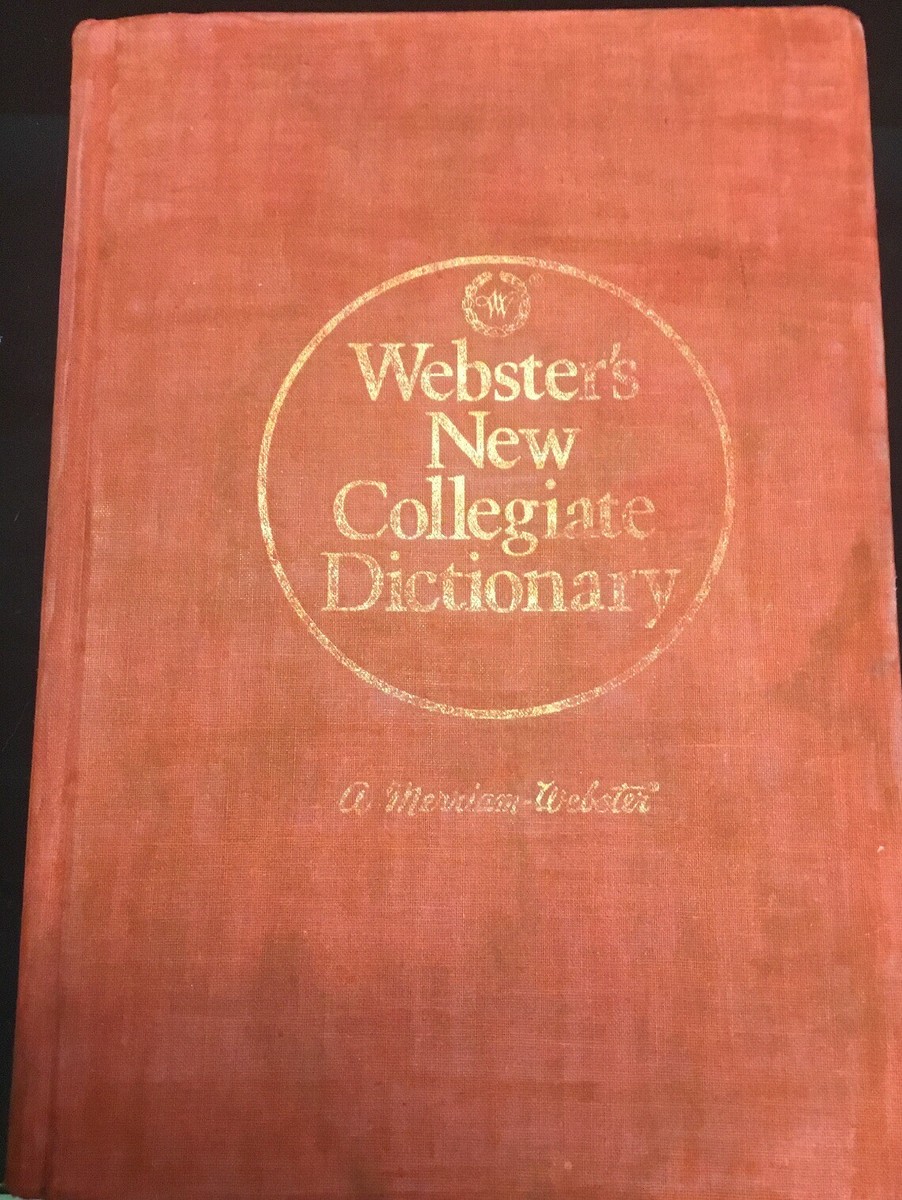 W
Webster's
New
Collegiate
Dictionary
A Merriam-Webster®